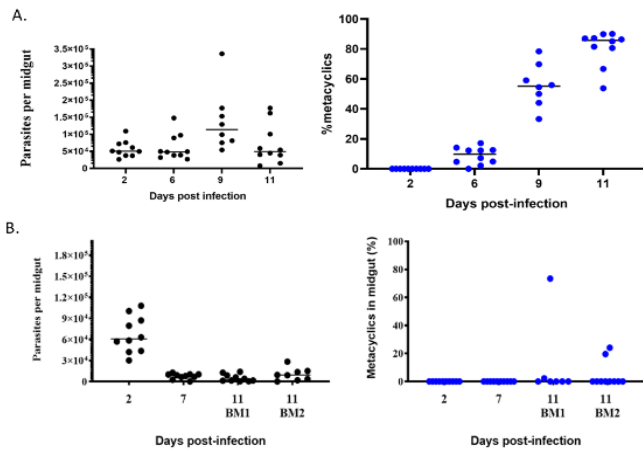 A.
Parasites per midgut
3.5×10⁵
3×10⁵
2.5×10⁵
2×10⁵
1.5×10⁵
1×10⁵
5×10⁴
0
2 6 9 11
Days post infection
%metacyclics
100
80
60
40
20
0
2 6 9 11
Days post-infection
B.
Parasites per midgut
1.8×10⁵
1.5×10⁵
1.2×10⁵
9×10⁴
6×10⁴
3×10⁴
0
2 7 11 11
BM1 BM2
Days post-infection
Metacyclics in midgut (%)
100
80
60
40
20
0
2 7 11 11
BM1 BM2
Days post-infection